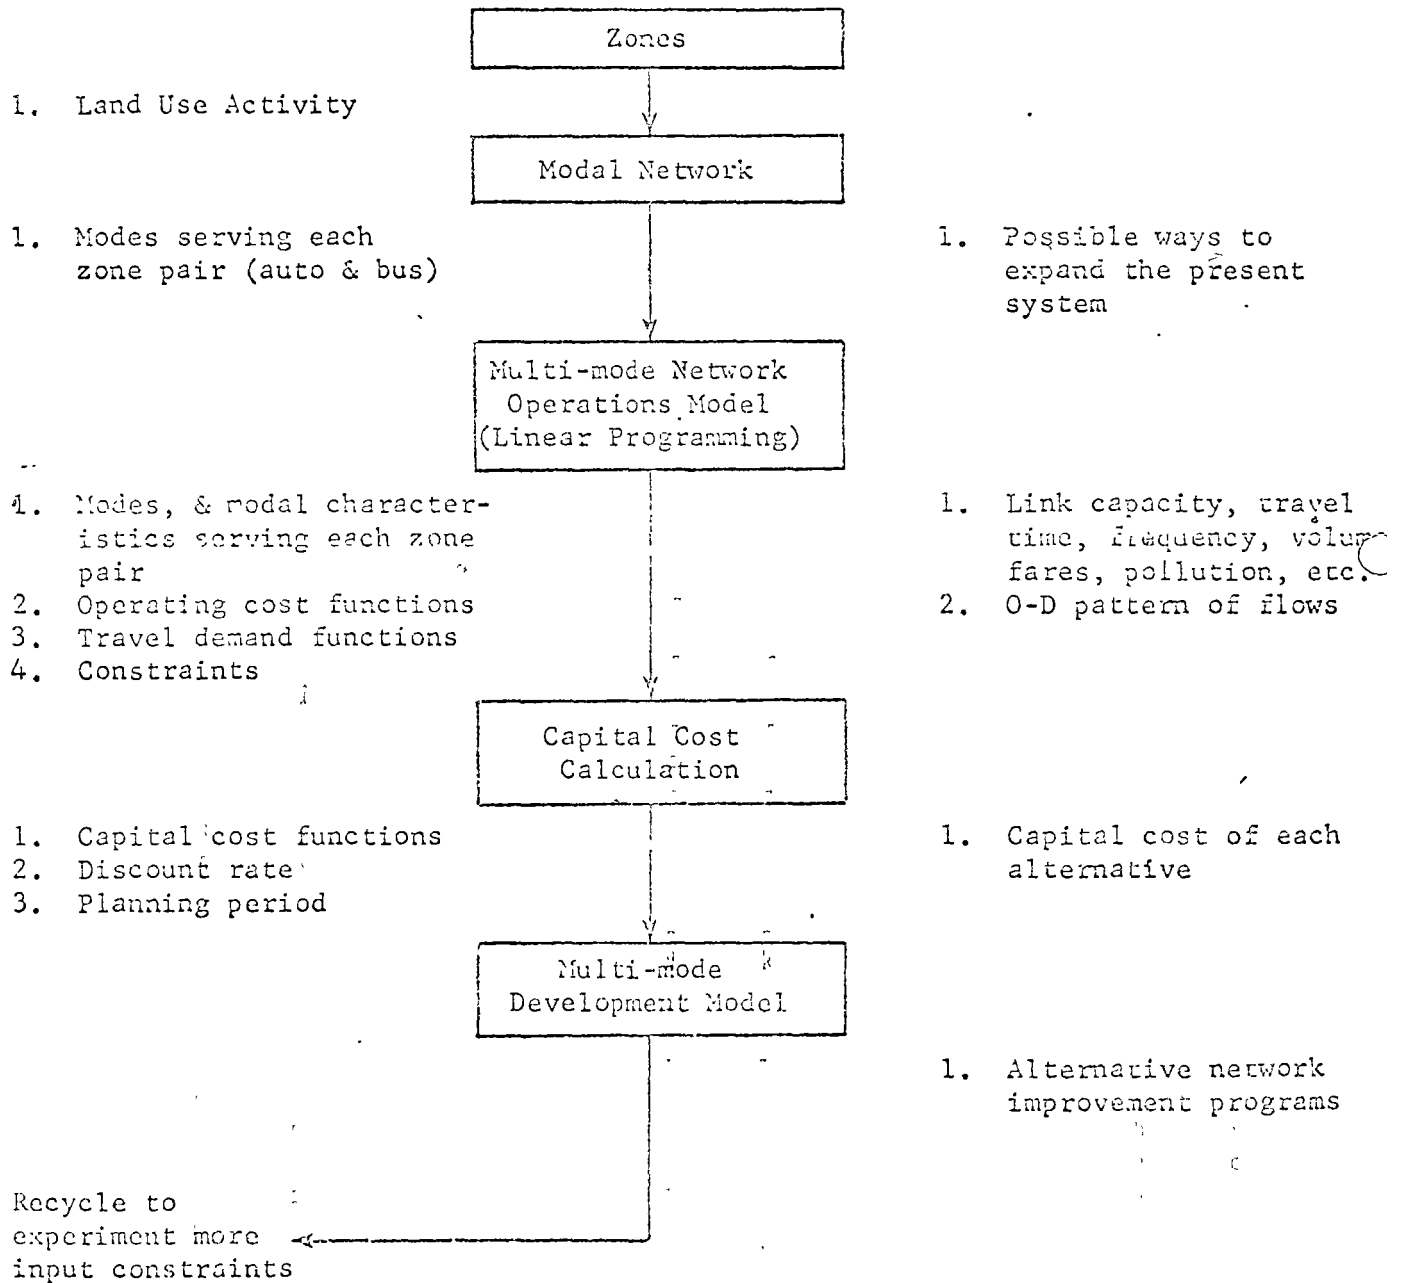 Zones
1. Land Use Activity
Modal Network
1. Modes serving each
zone pair (auto & bus)
1. Possible ways to
expand the present
system
Multi-mode Network
Operations Model
(Linear Programming)
1. Modes, & modal character-
istics serving each zone
pair
2. Operating cost functions
3. Travel demand functions
4. Constraints
1. Link capacity, travel
time, frequency, volume
fares, pollution, etc.
2. O-D pattern of flows
Capital Cost
Calculation
1. Capital cost functions
2. Discount rate
3. Planning period
1. Capital cost of each
alternative
Multi-mode
Development Model
1. Alternative network
improvement programs
Recycle to
experiment more
input constraints